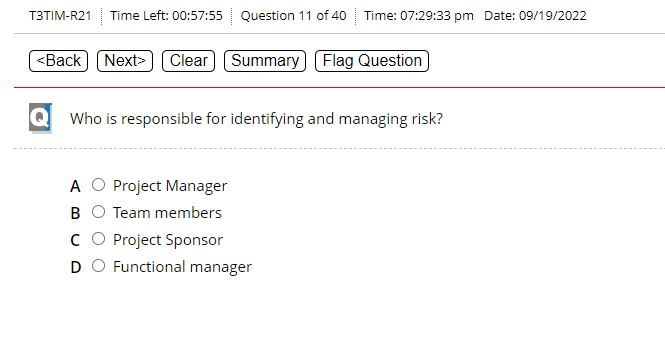 T3TIM-R21 Time Left: 00:57:55 Question 11 of 40 Time: 07:29:33 pm Date: 09/19/2022
<Back Next> Clear Summary Flag Question
Q Who is responsible for identifying and managing risk?
A Project Manager
B Team members
C Project Sponsor
D Functional manager